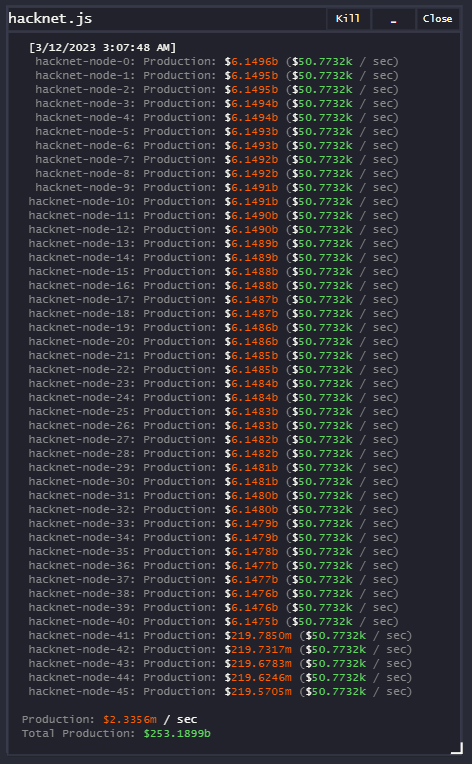 hacknet.js Kill _ Close
[3/12/2023 3:07:48 AM]
hacknet-node-0: Production: $6.1496b ($50.7732k / sec)
hacknet-node-1: Production: $6.1495b ($50.7732k / sec)
hacknet-node-2: Production: $6.1495b ($50.7732k / sec)
hacknet-node-3: Production: $6.1494b ($50.7732k / sec)
hacknet-node-4: Production: $6.1494b ($50.7732k / sec)
hacknet-node-5: Production: $6.1493b ($50.7732k / sec)
hacknet-node-6: Production: $6.1493b ($50.7732k / sec)
hacknet-node-7: Production: $6.1492b ($50.7732k / sec)
hacknet-node-8: Production: $6.1492b ($50.7732k / sec)
hacknet-node-9: Production: $6.1491b ($50.7732k / sec)
hacknet-node-10: Production: $6.1491b ($50.7732k / sec)
hacknet-node-11: Production: $6.1490b ($50.7732k / sec)
hacknet-node-12: Production: $6.1490b ($50.7732k / sec)
hacknet-node-13: Production: $6.1489b ($50.7732k / sec)
hacknet-node-14: Production: $6.1489b ($50.7732k / sec)
hacknet-node-15: Production: $6.1488b ($50.7732k / sec)
hacknet-node-16: Production: $6.1488b ($50.7732k / sec)
hacknet-node-17: Production: $6.1487b ($50.7732k / sec)
hacknet-node-18: Production: $6.1487b ($50.7732k / sec)
hacknet-node-19: Production: $6.1486b ($50.7732k / sec)
hacknet-node-20: Production: $6.1486b ($50.7732k / sec)
hacknet-node-21: Production: $6.1485b ($50.7732k / sec)
hacknet-node-22: Production: $6.1485b ($50.7732k / sec)
hacknet-node-23: Production: $6.1484b ($50.7732k / sec)
hacknet-node-24: Production: $6.1484b ($50.7732k / sec)
hacknet-node-25: Production: $6.1483b ($50.7732k / sec)
hacknet-node-26: Production: $6.1483b ($50.7732k / sec)
hacknet-node-27: Production: $6.1482b ($50.7732k / sec)
hacknet-node-28: Production: $6.1482b ($50.7732k / sec)
hacknet-node-29: Production: $6.1481b ($50.7732k / sec)
hacknet-node-30: Production: $6.1481b ($50.7732k / sec)
hacknet-node-31: Production: $6.1480b ($50.7732k / sec)
hacknet-node-32: Production: $6.1480b ($50.7732k / sec)
hacknet-node-33: Production: $6.1479b ($50.7732k / sec)
hacknet-node-34: Production: $6.1479b ($50.7732k / sec)
hacknet-node-35: Production: $6.1478b ($50.7732k / sec)
hacknet-node-36: Production: $6.1477b ($50.7732k / sec)
hacknet-node-37: Production: $6.1477b ($50.7732k / sec)
hacknet-node-38: Production: $6.1476b ($50.7732k / sec)
hacknet-node-39: Production: $6.1476b ($50.7732k / sec)
hacknet-node-40: Production: $6.1475b ($50.7732k / sec)
hacknet-node-41: Production: $219.7850m ($50.7732k / sec)
hacknet-node-42: Production: $219.7317m ($50.7732k / sec)
hacknet-node-43: Production: $219.6783m ($50.7732k / sec)
hacknet-node-44: Production: $219.6246m ($50.7732k / sec)
hacknet-node-45: Production: $219.5705m ($50.7732k / sec)
Production: $2.3356m / sec
Total Production: $253.1899b